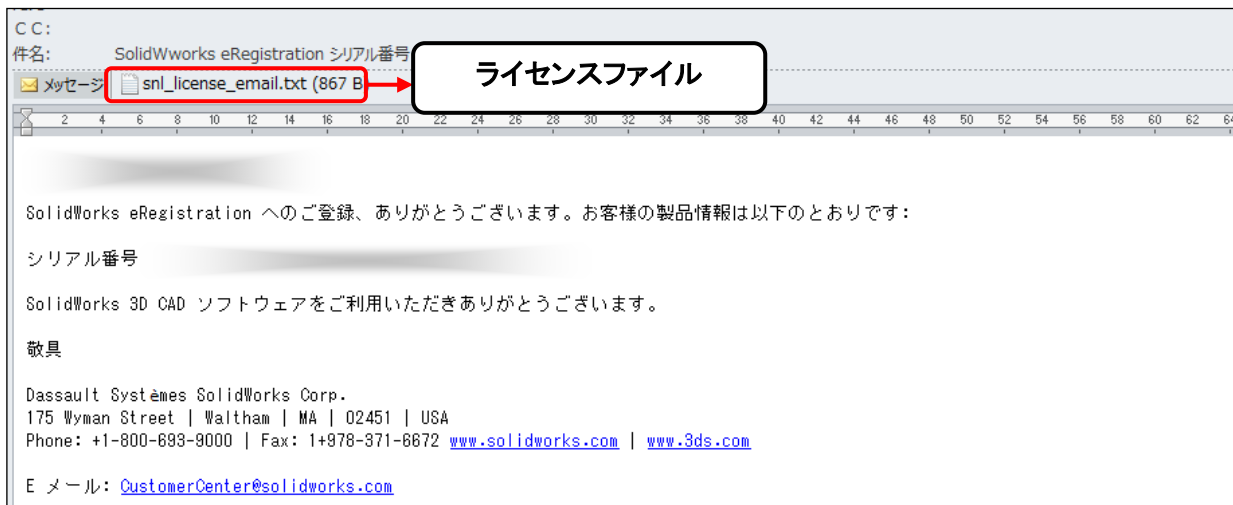 CC:
件名: SolidWworks eRegistration シリアル番号
メッセージ snl_license_email.txt (867 B
ライセンスファイル
2 4 6 8 10 12 14 16 18 20 22 24 26 28 30 32 34 36 38 40 42 44 46 48 50 52 54 56 58 60 62 64
SolidWorks eRegistration へのご登録、ありがとうございます。お客様の製品情報は以下のとおりです:
シリアル番号
SolidWorks 3D CAD ソフトウェアをご利用いただきありがとうございます。
敬具
Dassault Systèmes SolidWorks Corp.
175 Wyman Street | Waltham | MA | 02451 | USA
Phone: +1-800-693-9000 | Fax: 1+978-371-6672 www.solidworks.com | www.3ds.com
E メール: CustomerCenter@solidworks.com